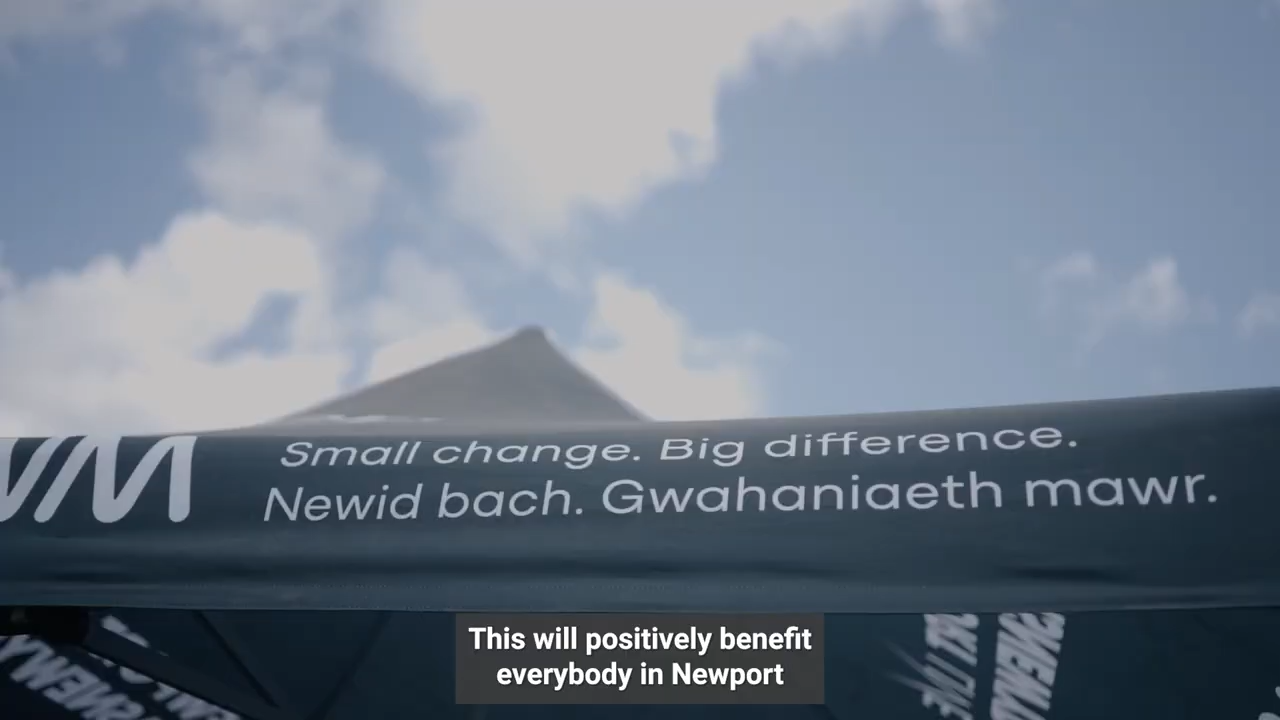 Small change. Big difference.
Newid bach. Gwahaniaeth mawr.
This will positively benefit
everybody in Newport